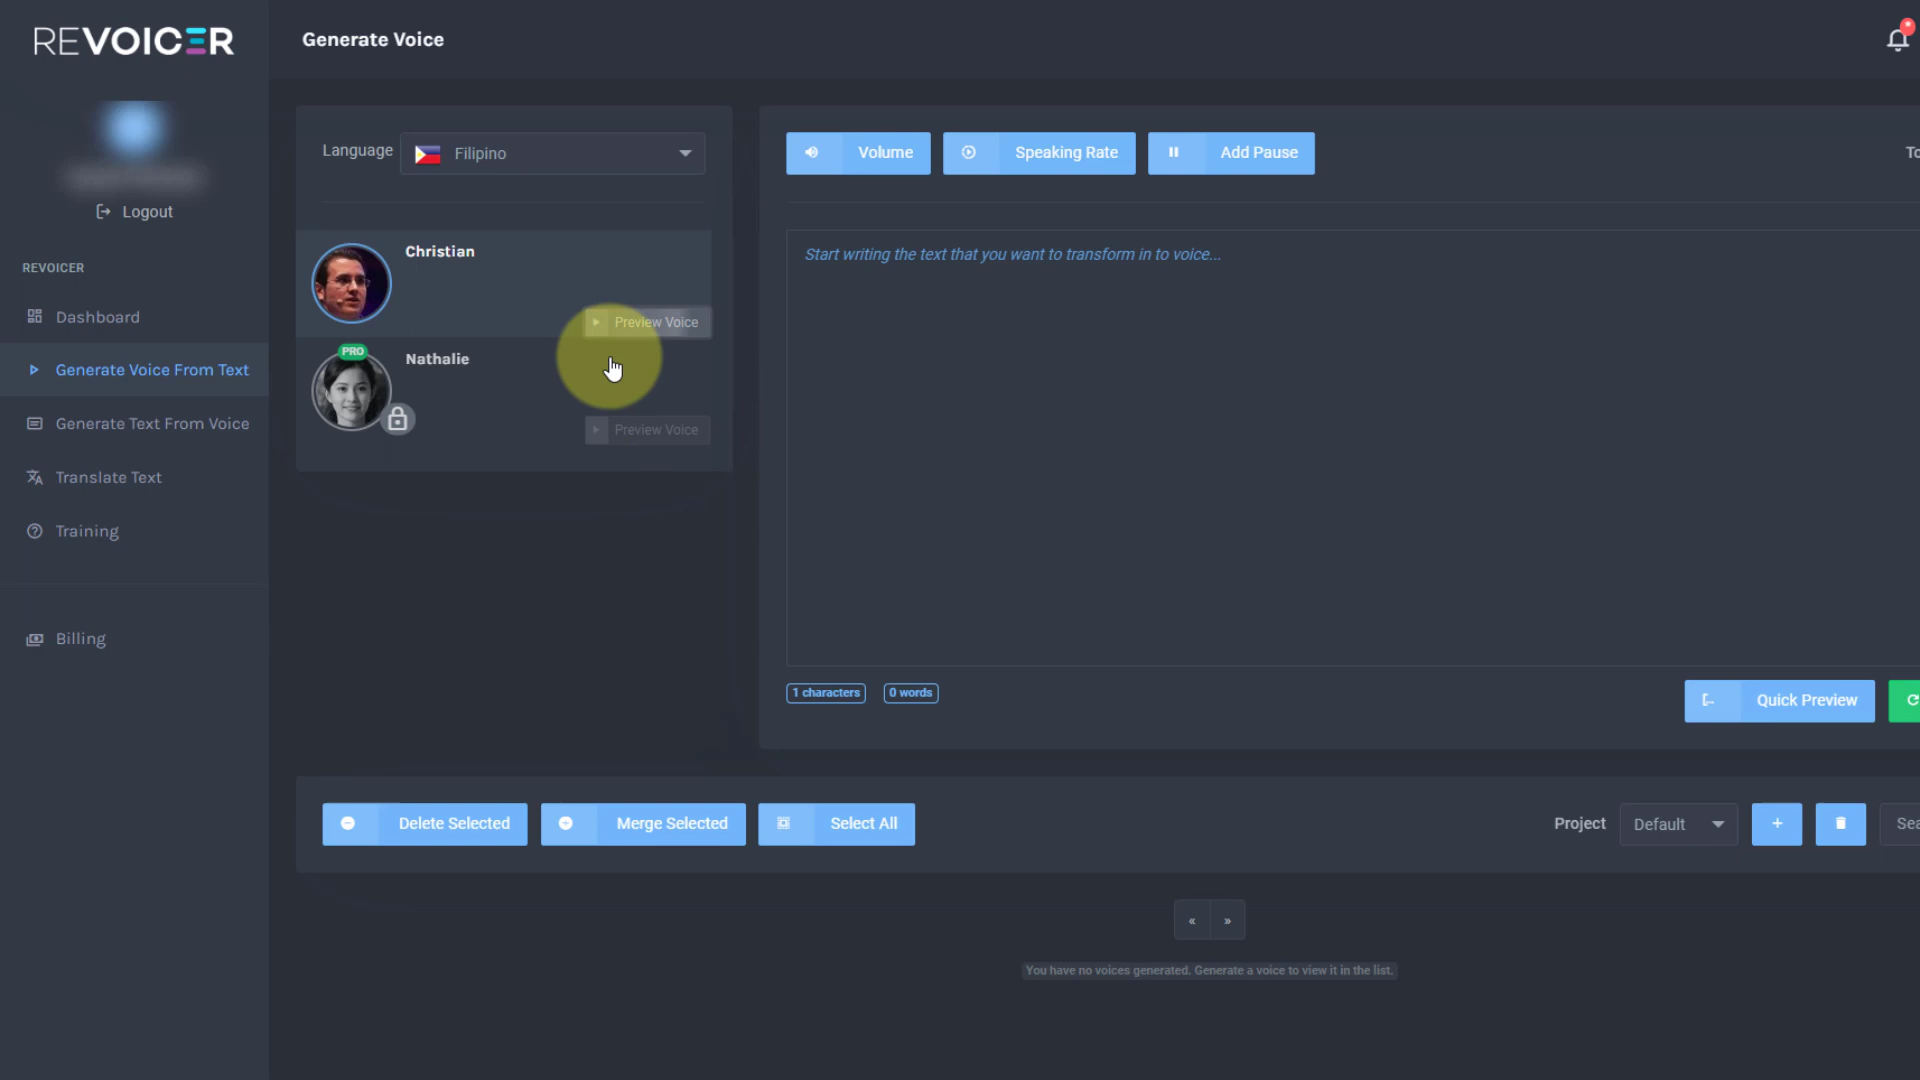 REVOICER
Generate Voice
Logout
REVOICER
Dashboard
Generate Voice From Text
Generate Text From Voice
Translate Text
Training
Billing
Language
Filipino
Christian
Preview Voice
PRO
Nathalie
Preview Voice
Volume
Speaking Rate
Add Pause
To
Start writing the text that you want to transform in to voice...
1 characters
0 words
Quick Preview
Delete Selected
Merge Selected
Select All
Project
Default
+
Sea
«
»
You have no voices generated. Generate a voice to view it in the list.